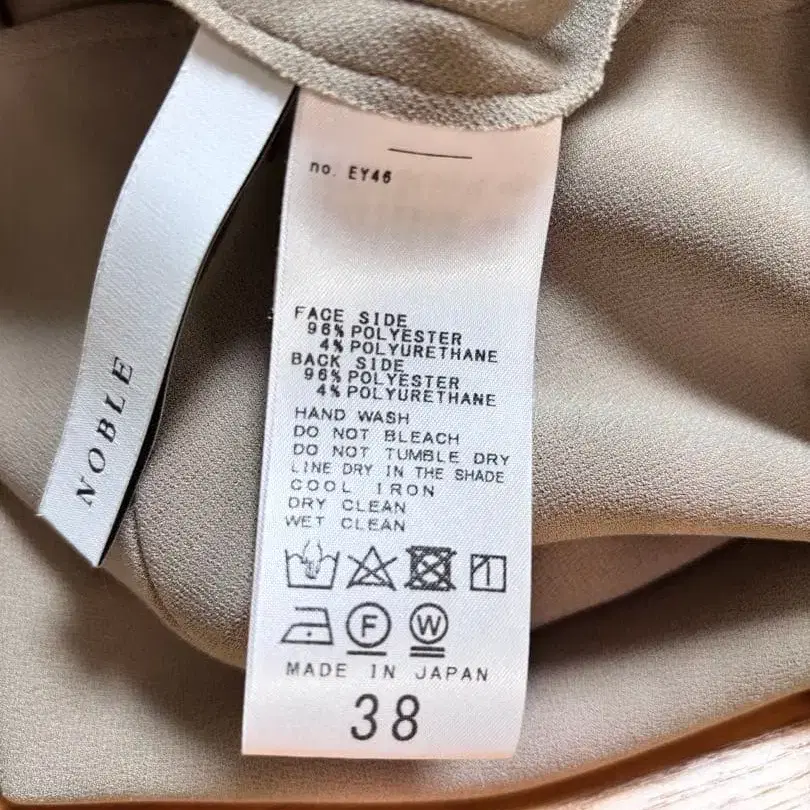 NOBLE
no. EY46
FACE SIDE
96% POLYESTER
4% POLYURETHANE
BACK SIDE
96% POLYESTER
4% POLYURETHANE
HAND WASH
DO NOT BLEACH
DO NOT TUMBLE DRY
LINE DRY IN THE SHADE
COOL IRON
DRY CLEAN
WET CLEAN
F W
MADE IN JAPAN
38